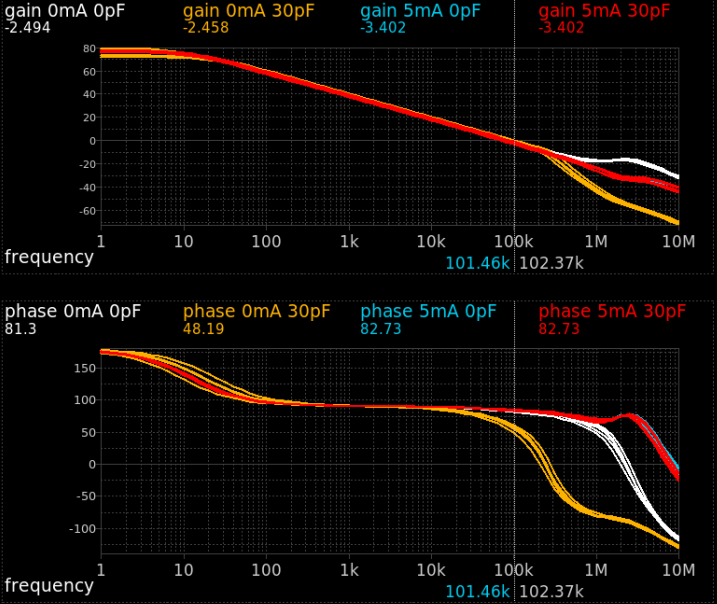 gain 0mA 0pF gain 0mA 30pF gain 5mA 0pF gain 5mA 30pF
-2.494 -2.458 -3.402 -3.402
80
60
40
20
0
-20
-40
-60
1 10 100 1k 10k 100k 1M 10M
frequency
101.46k 102.37k
phase 0mA 0pF phase 0mA 30pF phase 5mA 0pF phase 5mA 30pF
81.3 48.19 82.73 82.73
150
100
50
0
-50
-100
1 10 100 1k 10k 100k 1M 10M
frequency
101.46k 102.37k